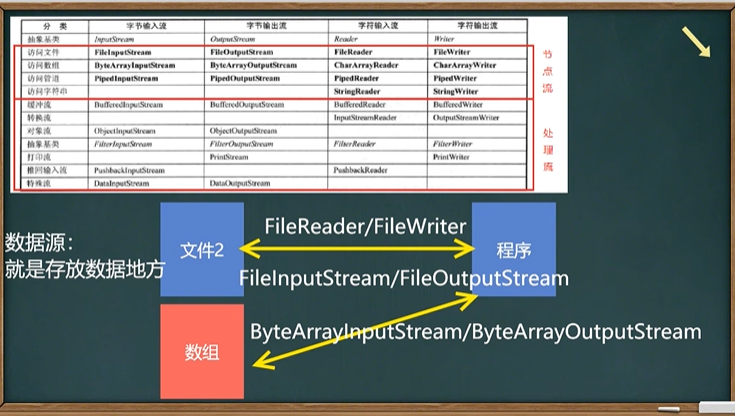 分 类 字节输入流 字节输出流 字符输入流 字符输出流
抽象基类 InputStream OutputStream Reader Writer
访问文件 FileInputStream FileOutputStream FileReader FileWriter
访问数组 ByteArrayInputStream ByteArrayOutputStream CharArrayReader CharArrayWriter
访问管道 PipedInputStream PipedOutputStream PipedReader PipedWriter
访问字符串 StringReader StringWriter
缓冲流 BufferedInputStream BufferedOutputStream BufferedReader BufferedWriter
转换流 InputStreamReader OutputStreamWriter
对象流 ObjectInputStream ObjectOutputStream
抽象基类 FilterInputStream FilterOutputStream FilterReader FilterWriter
打印流 PrintStream PrintWriter
推回输入流 PushbackInputStream PushbackReader
特殊流 DataInputStream DataOutputStream
节点流
处理流
数据源：
就是存放数据地方
文件2
FileReader/FileWriter
程序
FileInputStream/FileOutputStream
数组
ByteArrayInputStream/ByteArrayOutputStream